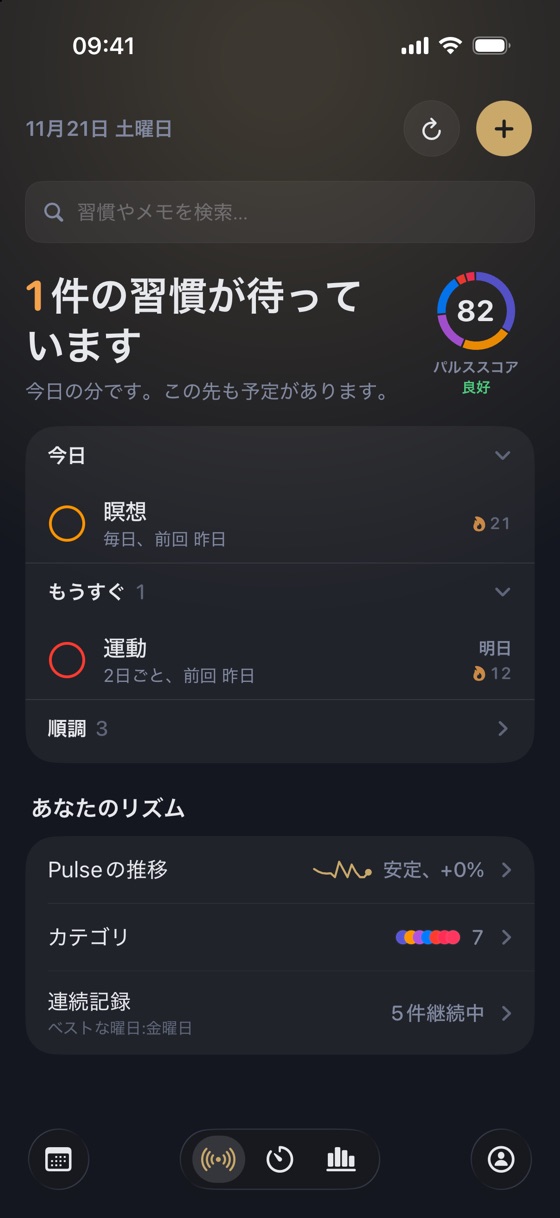 09:41
11月21日 土曜日
習慣やメモを検索...
1件の習慣が待って
います
今日の分です。この先も予定があります。
82
パルススコア
良好
今日
瞑想
毎日、前回 昨日
21
もうすぐ 1
運動
2日ごと、前回 昨日
明日
12
順調 3
あなたのリズム
Pulseの推移
安定、+0%
カテゴリ
7
連続記録
ベストな曜日:金曜日
5件継続中